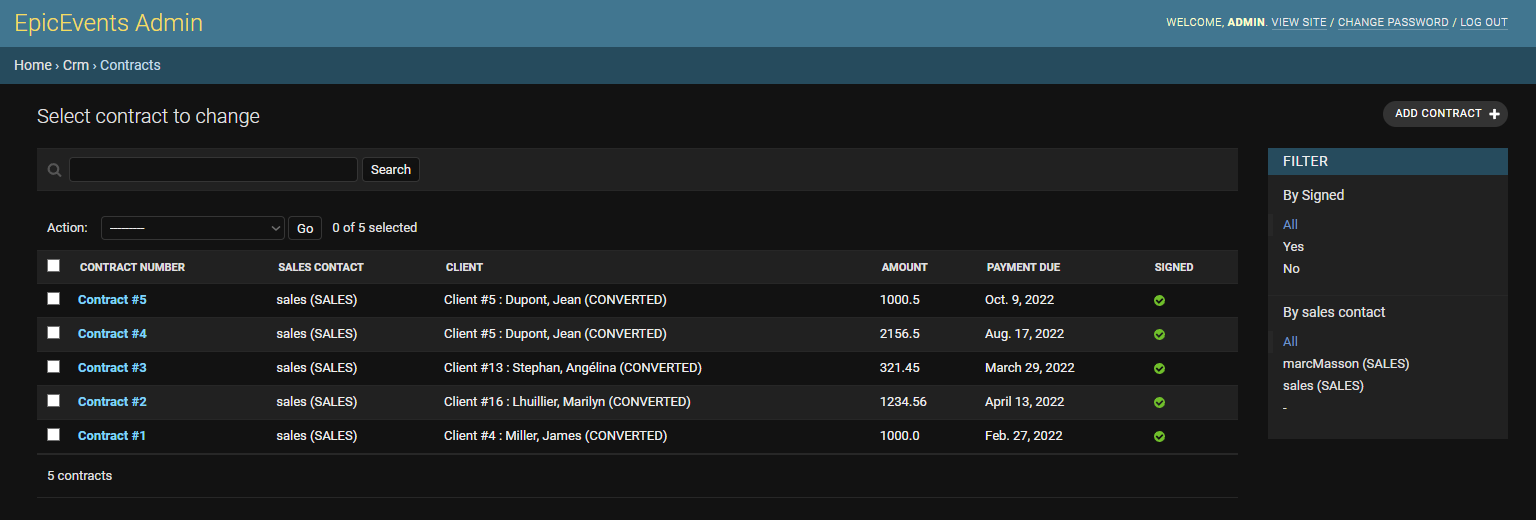 EpicEvents Admin
WELCOME, ADMIN. VIEW SITE / CHANGE PASSWORD / LOG OUT
Home › Crm › Contracts
Select contract to change
ADD CONTRACT +
Search
Action: --------- Go 0 of 5 selected
CONTRACT NUMBER SALES CONTACT CLIENT AMOUNT PAYMENT DUE SIGNED
Contract #5 sales (SALES) Client #5 : Dupont, Jean (CONVERTED) 1000.5 Oct. 9, 2022
Contract #4 sales (SALES) Client #5 : Dupont, Jean (CONVERTED) 2156.5 Aug. 17, 2022
Contract #3 sales (SALES) Client #13 : Stephan, Angélina (CONVERTED) 321.45 March 29, 2022
Contract #2 sales (SALES) Client #16 : Lhuillier, Marilyn (CONVERTED) 1234.56 April 13, 2022
Contract #1 sales (SALES) Client #4 : Miller, James (CONVERTED) 1000.0 Feb. 27, 2022
5 contracts
FILTER
By Signed
All
Yes
No
By sales contact
All
marcMasson (SALES)
sales (SALES)
-